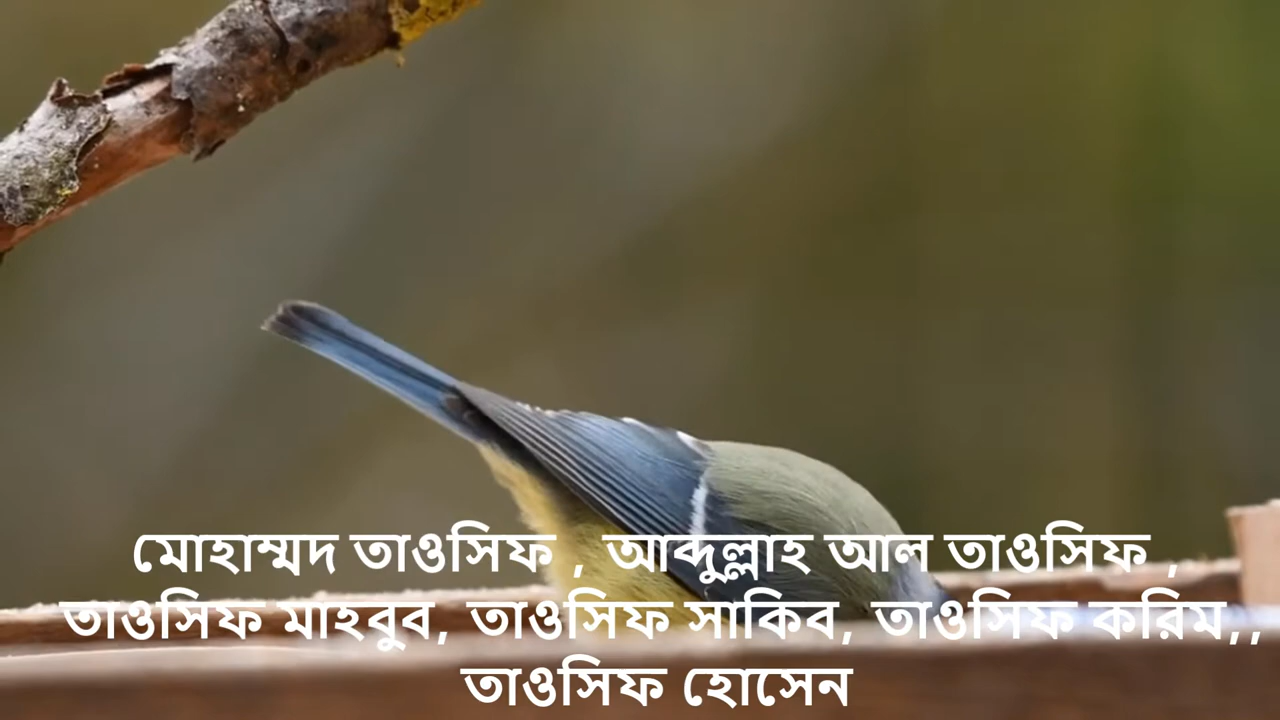 মোহাম্মদ তাওসিফ , আব্দুল্লাহ আল তাওসিফ ,
তাওসিফ মাহবুব, তাওসিফ সাকিব, তাওসিফ করিম,,
তাওসিফ হোসেন